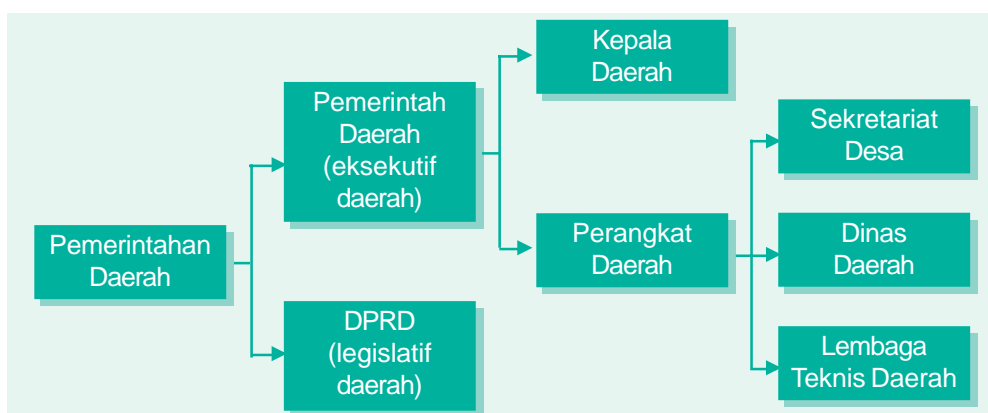 Pemerintahan
Daerah
Pemerintah
Daerah
(eksekutif
daerah)
DPRD
(legislatif
daerah)
Kepala
Daerah
Perangkat
Daerah
Sekretariat
Desa
Dinas
Daerah
Lembaga
Teknis Daerah